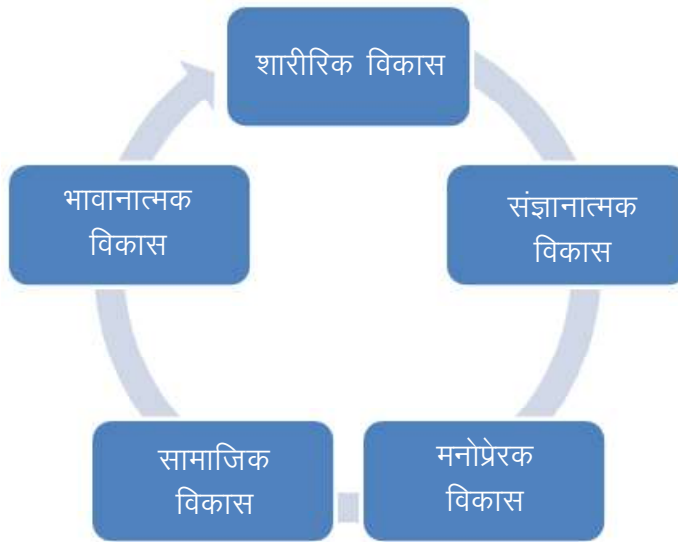 शारीरिक विकास
संज्ञानात्मक
विकास
मनोप्रेरक
विकास
सामाजिक
विकास
भावानात्मक
विकास